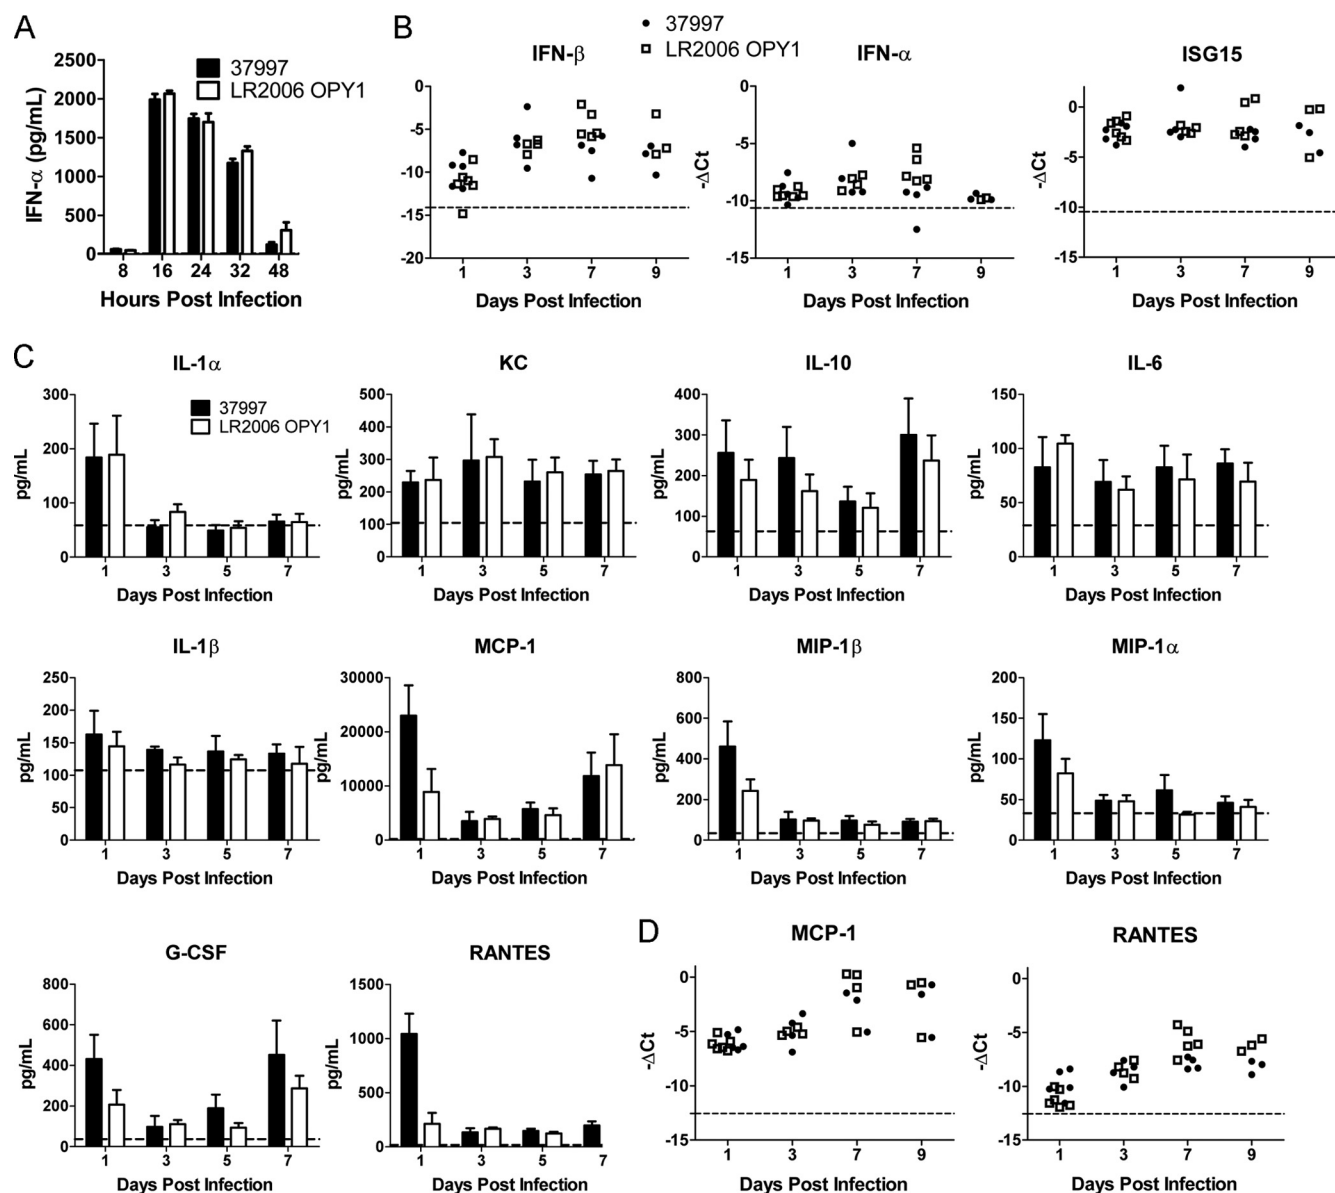 A
2500
2000
1500
1000
500
0
IFN-α (pg/mL)
37997
LR2006 OPY1
8 16 24 32 48
Hours Post Infection
B
37997
LR2006 OPY1
IFN-β
0
-5
-10
-15
-20
1 3 7 9
Days Post Infection
IFN-α
0
-5
-10
-15
-ΔCt
1 3 7 9
Days Post Infection
ISG15
0
-5
-10
-15
-ΔCt
1 3 7 9
Days Post Infection
C
IL-1α
300
200
100
0
pg/mL
37997
LR2006 OPY1
1 3 5 7
Days Post Infection
KC
500
400
300
200
100
0
pg/mL
1 3 5 7
Days Post Infection
IL-10
400
300
200
100
0
pg/mL
1 3 5 7
Days Post Infection
IL-6
150
100
50
0
pg/mL
1 3 5 7
Days Post Infection
IL-1β
250
200
150
100
50
0
pg/mL
1 3 5 7
Days Post Infection
MCP-1
30000
20000
10000
0
pg/mL
1 3 5 7
Days Post Infection
MIP-1β
800
600
400
200
0
pg/mL
1 3 5 7
Days Post Infection
MIP-1α
200
150
100
50
0
pg/mL
1 3 5 7
Days Post Infection
G-CSF
800
600
400
200
0
pg/mL
1 3 5 7
Days Post Infection
RANTES
1500
1000
500
0
pg/mL
1 3 5 7
Days Post Infection
D
MCP-1
0
-5
-10
-15
-ΔCt
1 3 7 9
Days Post Infection
RANTES
0
-5
-10
-15
-ΔCt
1 3 7 9
Days Post Infection